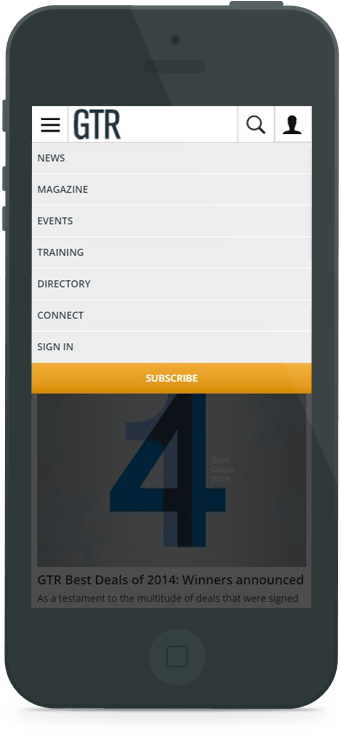 GTR
NEWS
MAGAZINE
EVENTS
TRAINING
DIRECTORY
CONNECT
SIGN IN
SUBSCRIBE
14
Best
Deals
2014
GTR Best Deals of 2014: Winners announced
As a testament to the multitude of deals that were signed